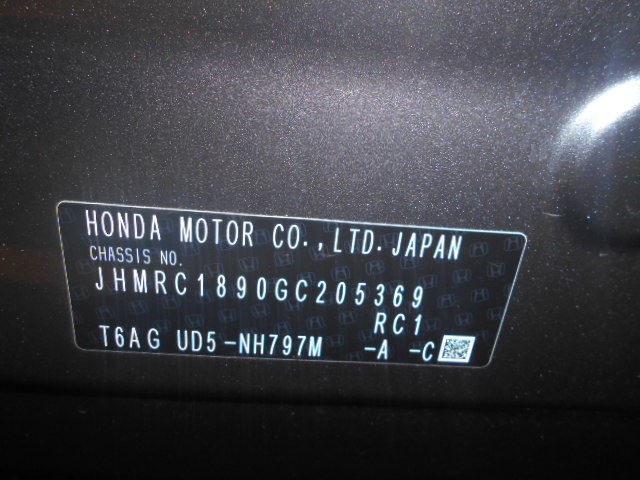 HONDA MOTOR CO.,LTD.JAPAN
CHASSIS NO.
JHMRC1890GC205369
RC1
T6AG UD5-NH797M -A -C